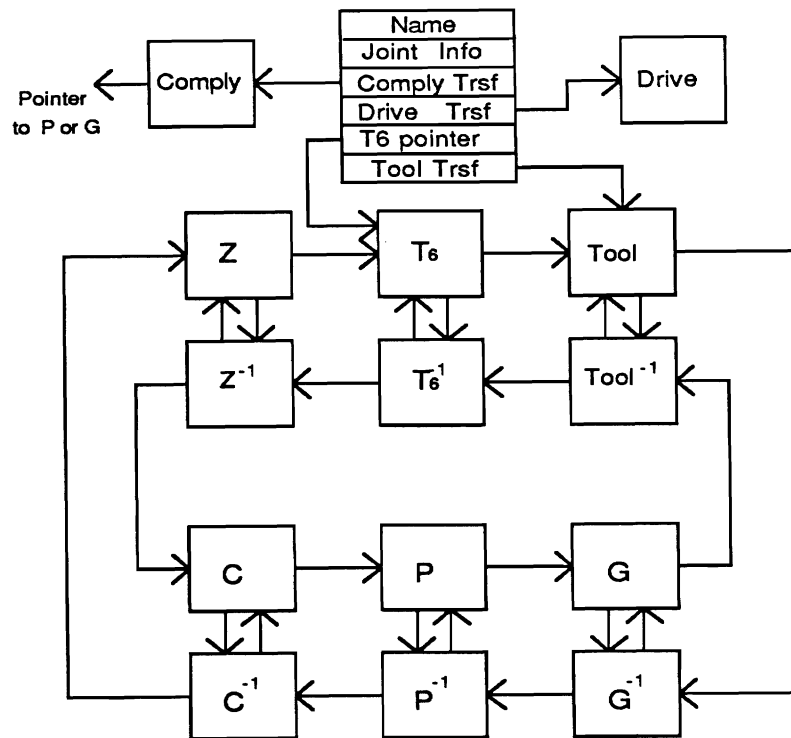 Name
Joint Info
Comply Trsf
Drive Trsf
T6 pointer
Tool Trsf
Comply
Drive
Pointer
to P or G
Z
T6
Tool
Z-1
T6 1
Tool-1
C
P
G
C-1
P-1
G-1